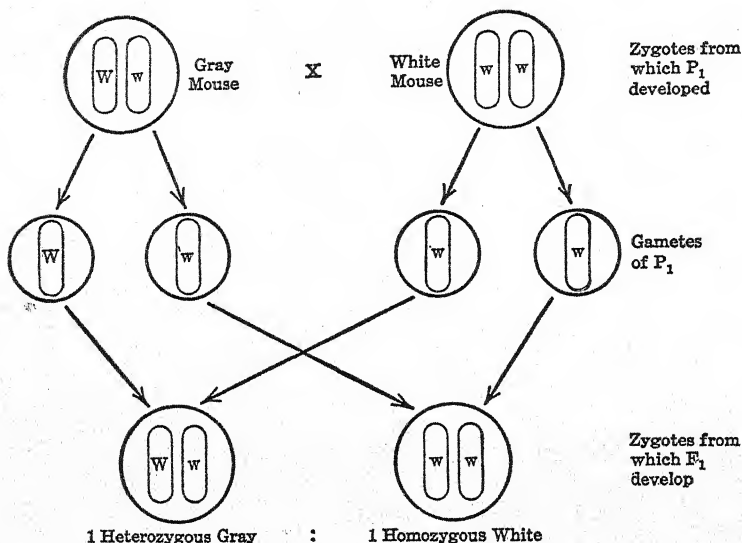 W w
Gray
Mouse
X
White
Mouse
w w
Zygotes from
which P1
developed
W
w
w
w
Gametes
of P1
W w
w w
Zygotes from
which F1
develop
1 Heterozygous Gray : 1 Homozygous White